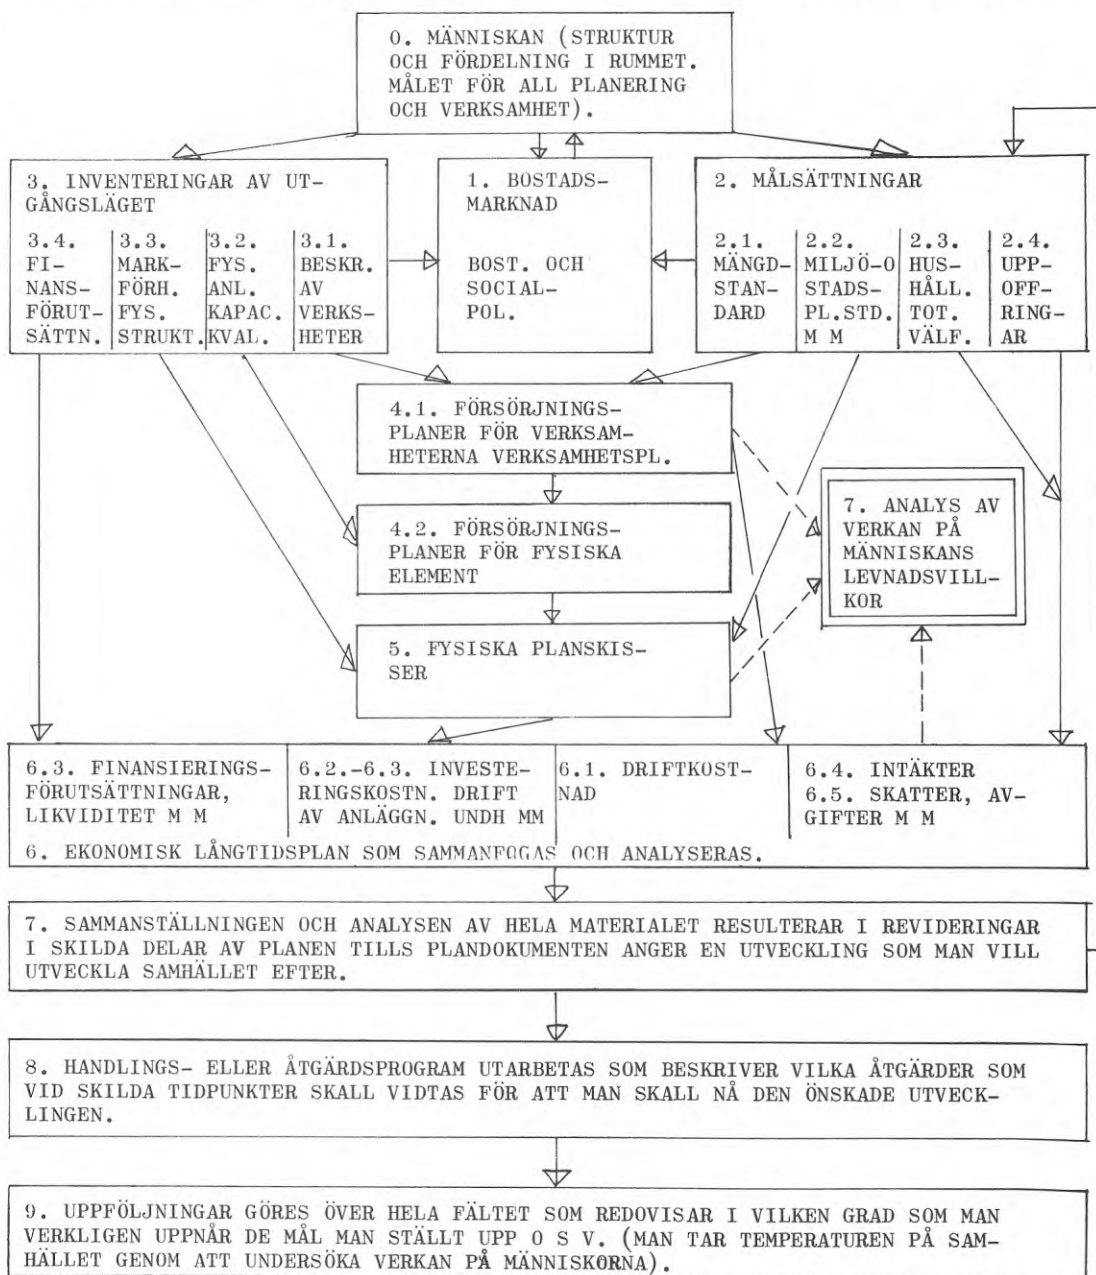 0. MÄNNISKAN (STRUKTUR
OCH FÖRDELNING I RUMMET.
MÅLET FÖR ALL PLANERING
OCH VERKSAMHET).
3. INVENTERINGAR AV UT-
GÅNGSLÄGET
3.4.
FI-
NANS-
FÖRUT-
SÄTTN.
3.3.
MARK-
FÖRH.
FYS.
STRUKT.
3.2.
FYS.
ANL.
KAPAC.
KVAL.
3.1.
BESKR.
AV
VERKS-
HETER
1. BOSTADS-
MARKNAD
BOST. OCH
SOCIAL-
POL.
2. MÅLSÄTTNINGAR
2.1.
MÄNGD-
STAN-
DARD
2.2.
MILJÖ-O
STADS-
PL.STD.
M M
2.3.
HUS-
HÅLL.
TOT.
VÄLF.
2.4.
UPP-
OFF-
RING-
AR
4.1. FÖRSÖRJNINGS-
PLANER FÖR VERKSAM-
HETERNA VERKSAMHETSPL.
4.2. FÖRSÖRJNINGS-
PLANER FÖR FYSISKA
ELEMENT
7. ANALYS AV
VERKAN PÅ
MÄNNISKANS
LEVNADSVILL-
KOR
5. FYSISKA PLANSKIS-
SER
6.3. FINANSIERINGS-
FÖRUTSÄTTNINGAR,
LIKVIDITET M M
6.2.-6.3. INVESTE-
RINGSKOSTN. DRIFT
AV ANLÄGGN. UNDH MM
6.1. DRIFTKOST-
NAD
6.4. INTÄKTER
6.5. SKATTER, AV-
GIFTER M M
6. EKONOMISK LÅNGTIDSPLAN SOM SAMMANFOGAS OCH ANALYSERAS.
7. SAMMANSTÄLLNINGEN OCH ANALYSEN AV HELA MATERIALET RESULTERAR I REVIDERINGAR
I SKILDA DELAR AV PLANEN TILLS PLANDOKUMENTEN ANGER EN UTVECKLING SOM MAN VILL
UTVECKLA SAMHÄLLET EFTER.
8. HANDLINGS- ELLER ÅTGÄRDSPROGRAM UTARBETAS SOM BESKRIVER VILKA ÅTGÄRDER SOM
VID SKILDA TIDPUNKTER SKALL VIDTAS FÖR ATT MAN SKALL NÅ DEN ÖNSKADE UTVECK-
LINGEN.
9. UPPFÖLJNINGAR GÖRES ÖVER HELA FÄLTET SOM REDOVISAR I VILKEN GRAD SOM MAN
VERKLIGEN UPPNÅR DE MÅL MAN STÄLLT UPP O S V. (MAN TAR TEMPERATUREN PÅ SAM-
HÄLLET GENOM ATT UNDERSÖKA VERKAN PÅ MÄNNISKORNA).